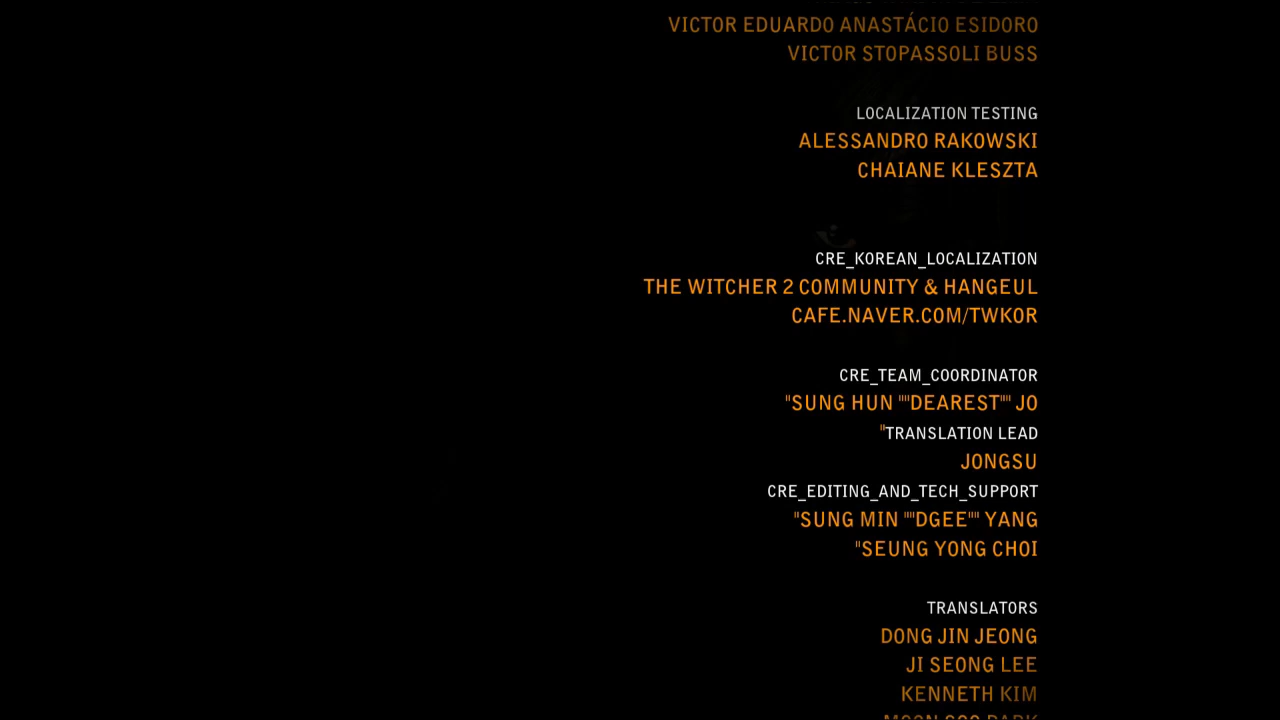 VICTOR EDUARDO ANASTÁCIO ESIDORO
VICTOR STOPASSOLI BUSS
LOCALIZATION TESTING
ALESSANDRO RAKOWSKI
CHAIANE KLESZTA
CRE_KOREAN_LOCALIZATION
THE WITCHER 2 COMMUNITY & HANGEUL
CAFE.NAVER.COM/TWKOR
CRE_TEAM_COORDINATOR
"SUNG HUN ""DEAREST"" JO
"TRANSLATION LEAD
JONGSU
CRE_EDITING_AND_TECH_SUPPORT
"SUNG MIN ""DGEE"" YANG
"SEUNG YONG CHOI
TRANSLATORS
DONG JIN JEONG
JI SEONG LEE
KENNETH KIM